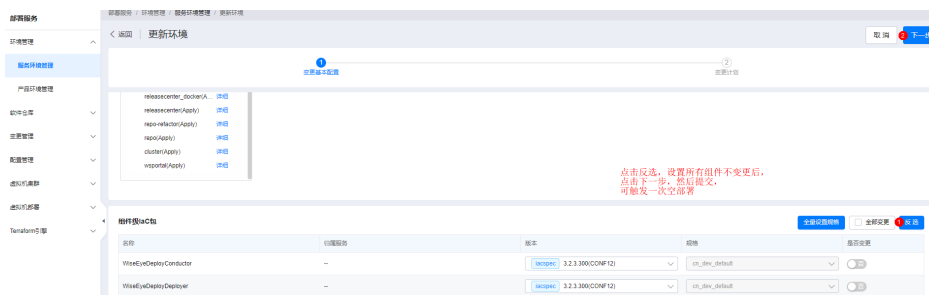 部署服务
部署服务 / 环境管理 / 服务环境管理 / 更新环境
环境管理
服务环境管理
产品环境管理
软件仓库
变更管理
配置管理
虚拟机集群
虚拟机部署
Terraform引擎
返回 更新环境
取消 2 下一步
1
变更基本配置
2
变更计划
releasecenter_docker(A... 详细
releasecenter(Apply) 详细
repo-refactor(Apply) 详细
repo(Apply) 详细
cluster(Apply) 详细
wsportal(Apply) 详细
点击反选，设置所有组件不变更后，
点击下一步，然后提交，
可触发一次空部署
组件级IaC包
全量设置规格 全部变更 1 反选
名称 归属服务 版本 规格 是否变更
WiseEyeDeployConductor -- iacspec 3.2.3.300(CONF12) cn_dev_default 否
WiseEyeDeployDeployer -- iacspec 3.2.3.300(CONF12) cn_dev_default 否